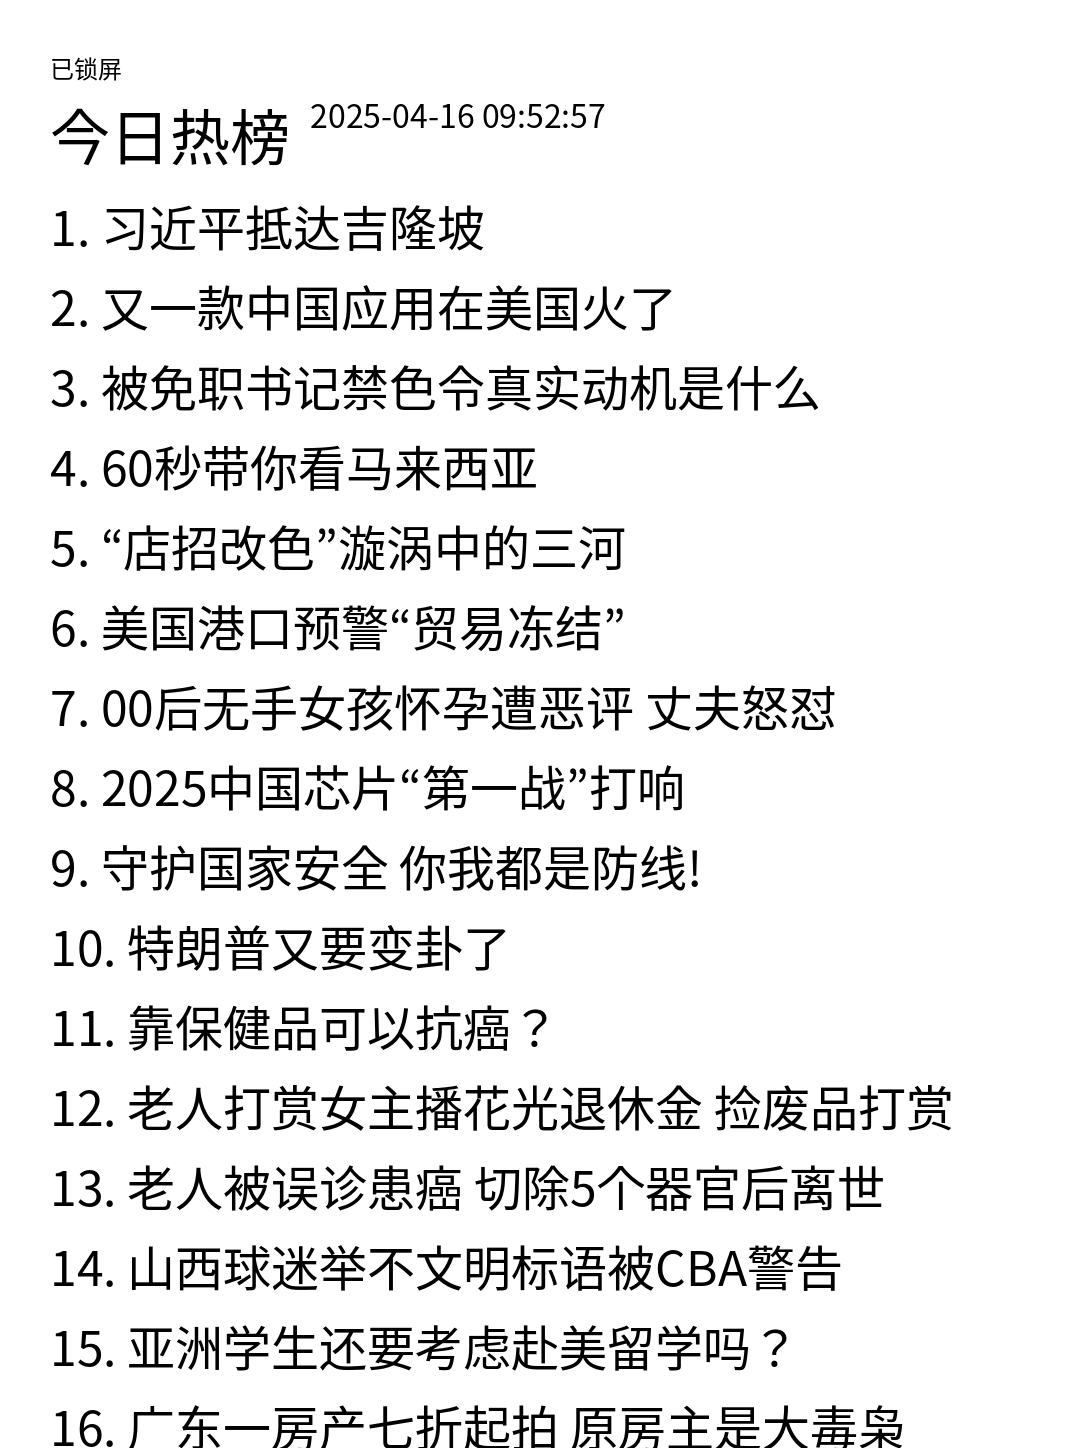 已锁屏
今日热榜 2025-04-16 09:52:57
1. 习近平抵达吉隆坡
2. 又一款中国应用在美国火了
3. 被免职书记禁色令真实动机是什么
4. 60秒带你看马来西亚
5. “店招改色”漩涡中的三河
6. 美国港口预警“贸易冻结”
7. 00后无手女孩怀孕遭恶评 丈夫怒怼
8. 2025中国芯片“第一战”打响
9. 守护国家安全 你我都是防线!
10. 特朗普又要变卦了
11. 靠保健品可以抗癌？
12. 老人打赏女主播花光退休金 捡废品打赏
13. 老人被误诊患癌 切除5个器官后离世
14. 山西球迷举不文明标语被CBA警告
15. 亚洲学生还要考虑赴美留学吗？
16. 广东一房产七折起拍 原房主是大毒枭